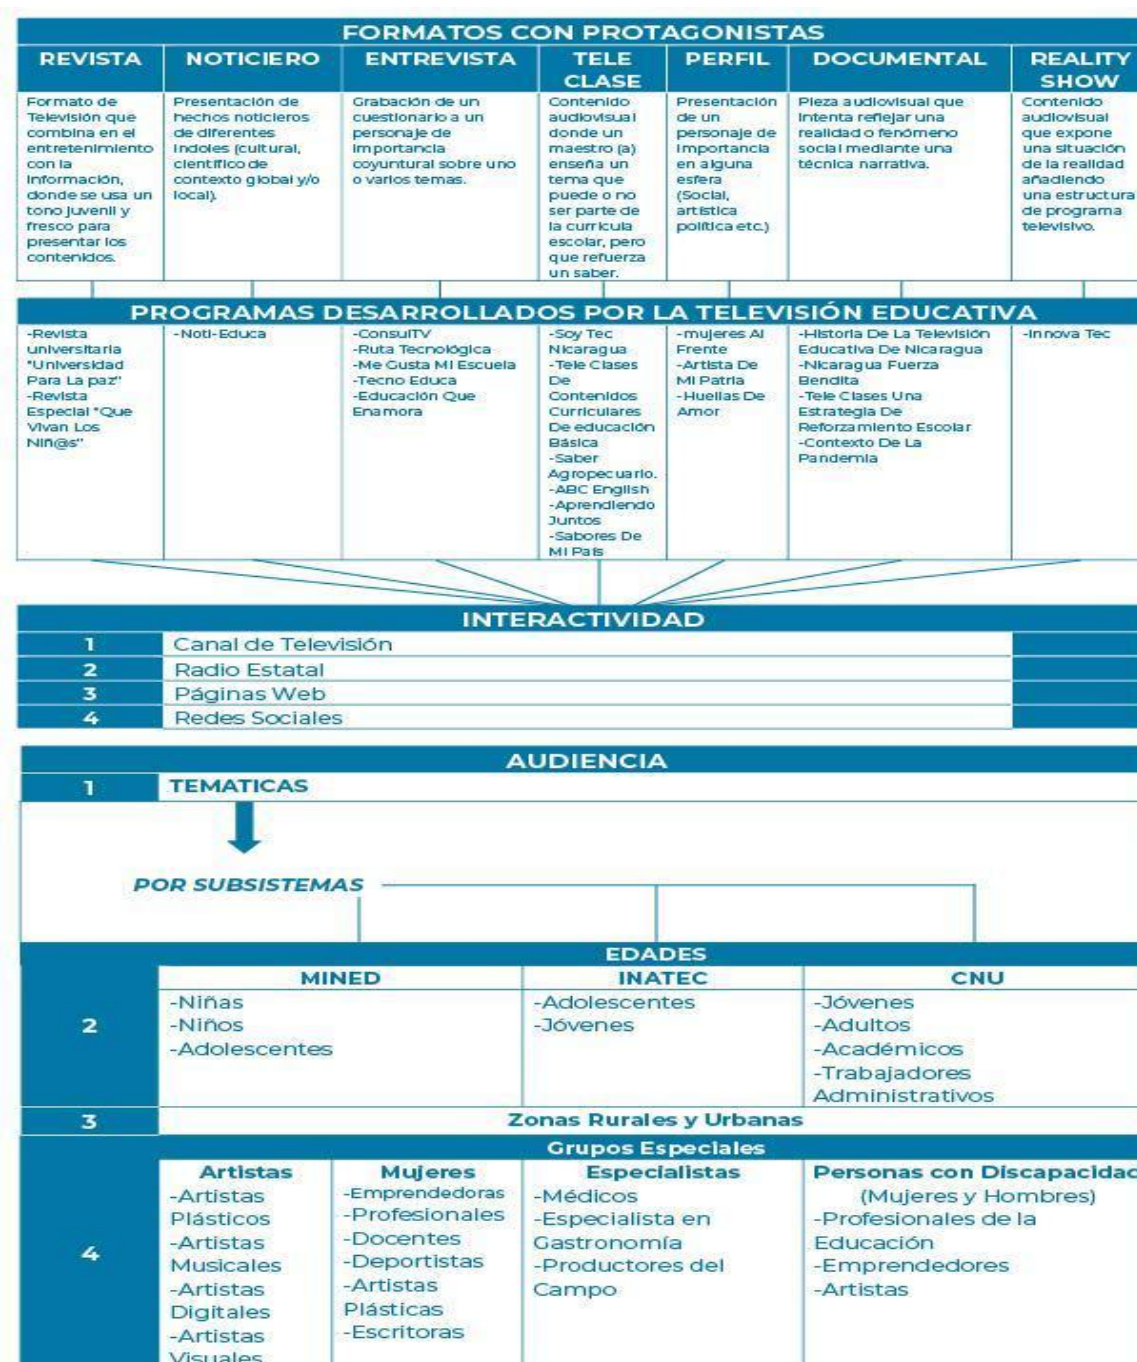 FORMATOS CON PROTAGONISTAS
REVISTA
Formato de
Televisión que
combina en el
entretenimiento
con la
información,
donde se usa un
tono juvenil y
fresco para
presentar los
contenidos.
NOTICIERO
Presentación de
hechos noticieros
de diferentes
índoles (cultural,
científico de
contexto global y/o
local).
ENTREVISTA
Grabación de un
cuestionario a un
personaje de
importancia
coyuntural sobre uno
o varios temas.
TELE
CLASE
Contenido
audiovisual
donde un
maestro (a)
enseña un
tema que
puede o no
ser parte de
la curricula
escolar, pero
que refuerza
un saber.
PERFIL
Presentación
de un
personaje de
importancia
en alguna
esfera
(Social,
artística
política etc.)
DOCUMENTAL
Pieza audiovisual que
intenta reflejar una
realidad o fenómeno
social mediante una
técnica narrativa.
REALITY
SHOW
Contenido
audiovisual
que expone
una situación
de la realidad
añadiendo
una estructura
de programa
televisivo.
PROGRAMAS DESARROLLADOS POR LA TELEVISIÓN EDUCATIVA
-Revista
universitaria
"Universidad
Para La paz"
-Revista
Especial "Que
Vivan Los
Niñ@s"
-Noti-Educa
-ConsulTV
-Ruta Tecnológica
-Me Gusta Mi Escuela
-Tecno Educa
-Educación Que
Enamora
-Soy Tec
Nicaragua
-Tele Clases
De
Contenidos
Curriculares
De educación
Básica
-Saber
Agropecuario.
-ABC English
-Aprendiendo
Juntos
-Sabores De
Mi País
-mujeres Al
Frente
-Artista De
Mi Patria
-Huellas De
Amor
-Historia De La Televisión
Educativa De Nicaragua
-Nicaragua Fuerza
Bendita
-Tele Clases Una
Estrategia De
Reforzamiento Escolar
-Contexto De La
Pandemia
-Innova Tec
INTERACTIVIDAD
1 Canal de Televisión
2 Radio Estatal
3 Páginas Web
4 Redes Sociales
AUDIENCIA
1 TEMATICAS
POR SUBSISTEMAS
EDADES
2
MINED
-Niñas
-Niños
-Adolescentes
INATEC
-Adolescentes
-Jóvenes
CNU
-Jóvenes
-Adultos
-Académicos
-Trabajadores
Administrativos
3 Zonas Rurales y Urbanas
Grupos Especiales
4
Artistas
-Artistas
Plásticos
-Artistas
Musicales
-Artistas
Digitales
-Artistas
Visuales
Mujeres
-Emprendedoras
-Profesionales
-Docentes
-Deportistas
-Artistas
Plásticas
-Escritoras
Especialistas
-Médicos
-Especialista en
Gastronomía
-Productores del
Campo
Personas con Discapacidad
(Mujeres y Hombres)
-Profesionales de la
Educación
-Emprendedores
-Artistas